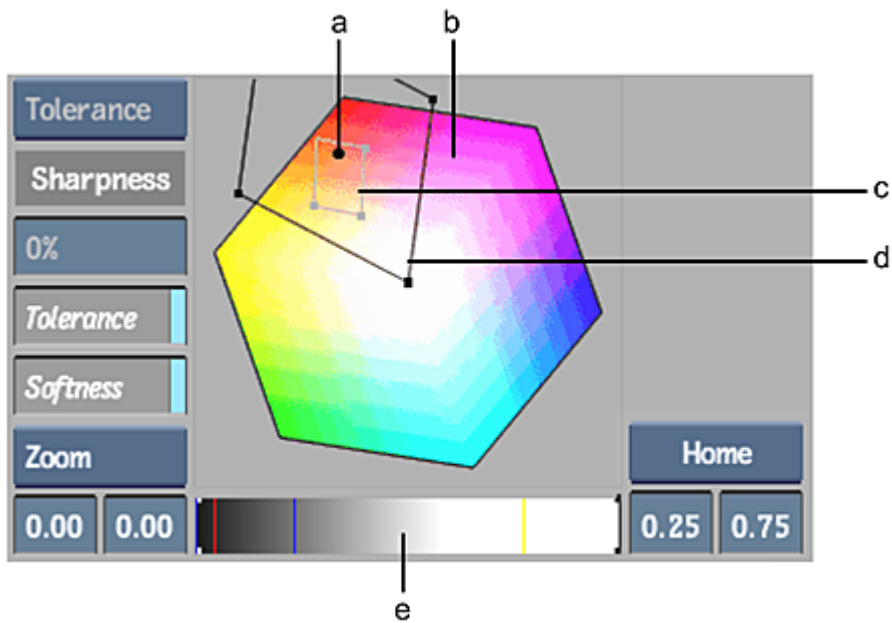 a
b
Tolerance
Sharpness
c
0%
d
Tolerance
Softness
Zoom
Home
0.00 0.00
0.25 0.75
e